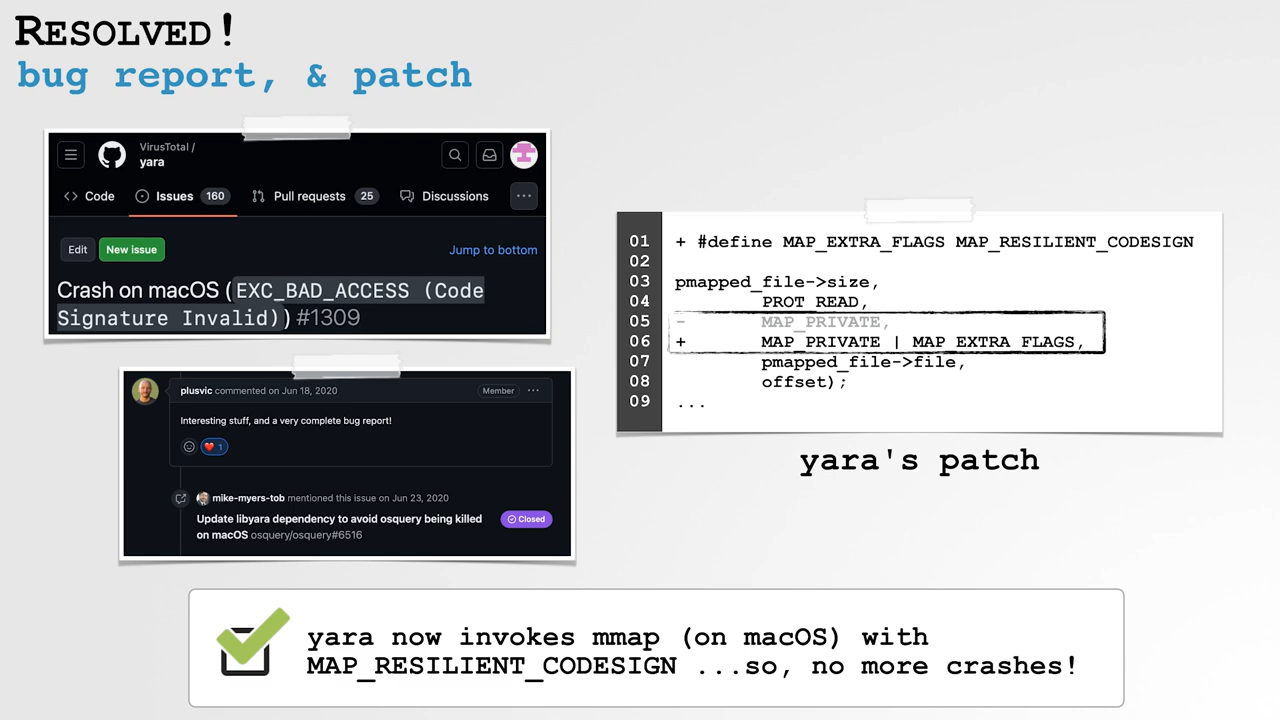 RESOLVED!
bug report, & patch
VirusTotal /
yara
Code
Issues 160
Pull requests 25
Discussions
...
Edit
New issue
Jump to bottom
Crash on macOS (EXC_BAD_ACCESS (Code
Signature Invalid)) #1309
plusvic commented on Jun 18, 2020
Member
...
Interesting stuff, and a very complete bug report!
1
mike-myers-tob mentioned this issue on Jun 23, 2020
Update libyara dependency to avoid osquery being killed
on macOS osquery/osquery#6516
Closed
01 + #define MAP_EXTRA_FLAGS MAP_RESILIENT_CODESIGN
02
03 pmapped_file->size,
04 PROT_READ,
05 - MAP_PRIVATE,
06 + MAP_PRIVATE | MAP_EXTRA_FLAGS,
07 pmapped_file->file,
08 offset);
09 ...
yara's patch
yara now invokes mmap (on macOS) with
MAP_RESILIENT_CODESIGN ...so, no more crashes!